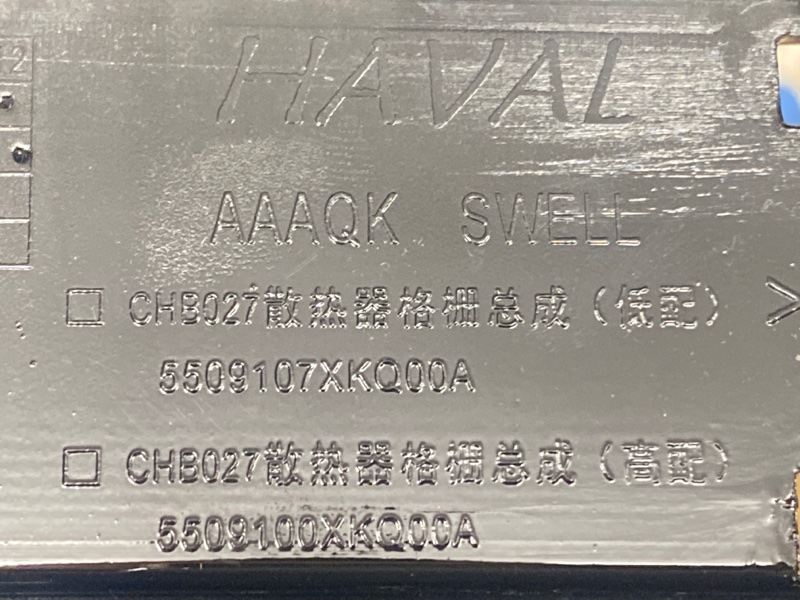 HAVAL
12
AAAQK SWELL
□ CHB027散热器格栅总成(低配) >
5509107XKQ00A
□ CHB027散热器格栅总成(高配)
5509100XKQ00A